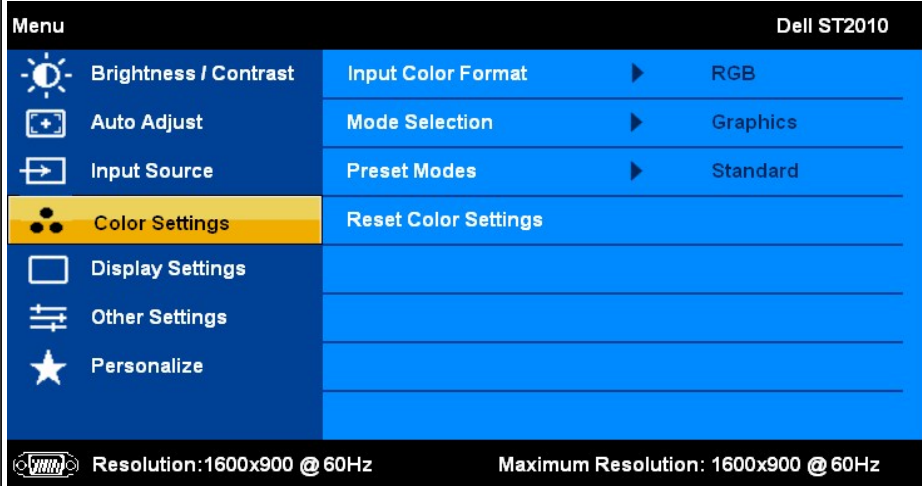 Menu Dell ST2010
Brightness / Contrast Input Color Format RGB
Auto Adjust Mode Selection Graphics
Input Source Preset Modes Standard
Color Settings Reset Color Settings
Display Settings
Other Settings
Personalize
Resolution:1600x900 @60Hz Maximum Resolution: 1600x900 @60Hz